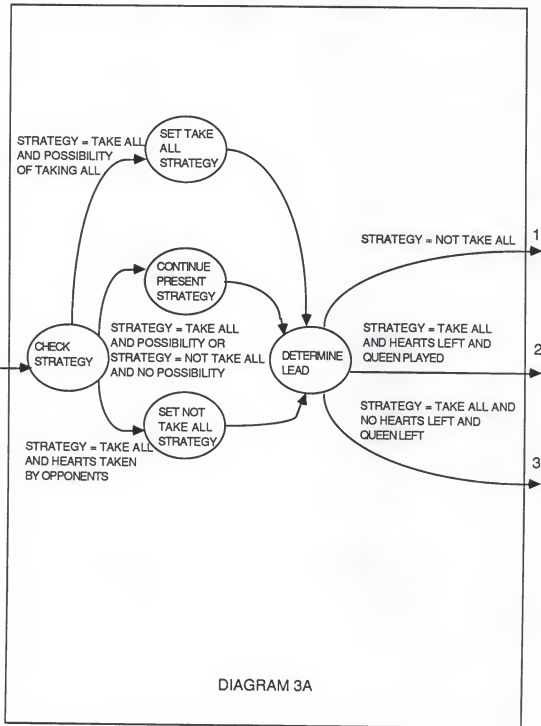 SET TAKE
ALL
STRATEGY
STRATEGY = TAKE ALL
AND POSSIBILITY
OF TAKING ALL
STRATEGY = NOT TAKE ALL
1
CONTINUE
PRESENT
STRATEGY
STRATEGY = TAKE ALL
AND POSSIBILITY OR
STRATEGY = NOT TAKE ALL
AND NO POSSIBILITY
CHECK
STRATEGY
DETERMINE
LEAD
STRATEGY = TAKE ALL
AND HEARTS LEFT AND
QUEEN PLAYED
2
SET NOT
TAKE ALL
STRATEGY
STRATEGY = TAKE ALL
AND HEARTS TAKEN
BY OPPONENTS
STRATEGY = TAKE ALL AND
NO HEARTS LEFT AND
QUEEN LEFT
3
DIAGRAM 3A